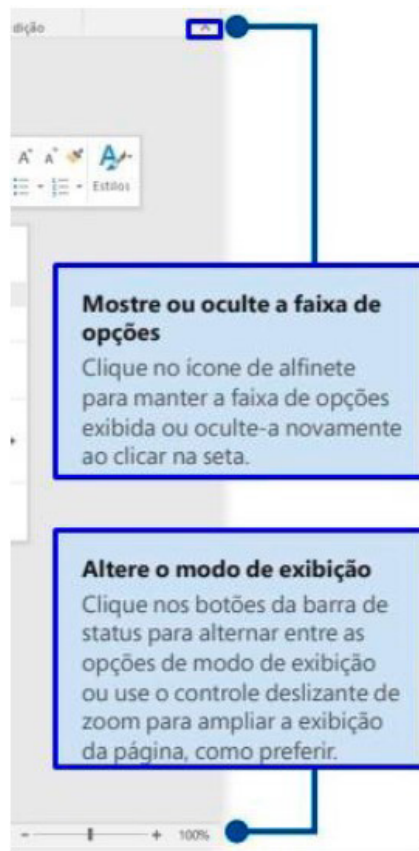 dição
Estilos
Mostre ou oculte a faixa de
opções
Clique no ícone de alfinete
para manter a faixa de opções
exibida ou oculte-a novamente
ao clicar na seta.
Altere o modo de exibição
Clique nos botões da barra de
status para alternar entre as
opções de modo de exibição
ou use o controle deslizante de
zoom para ampliar a exibição
da página, como preferir.
- + 100%